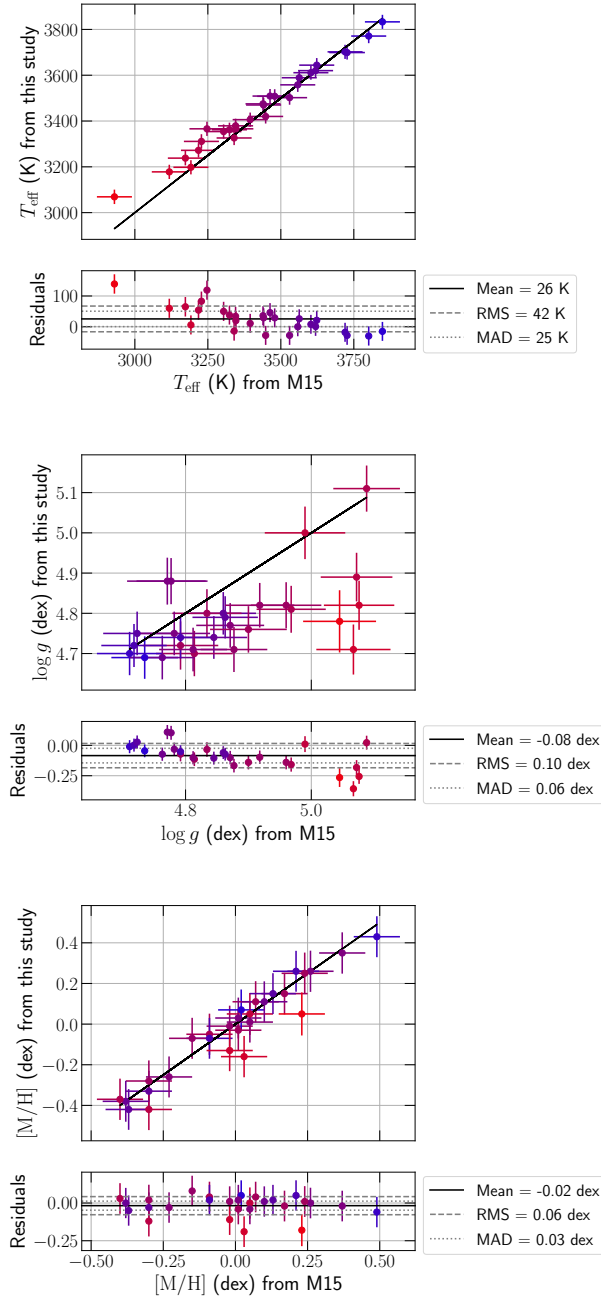 3800
3600
3400
3200
3000
T_eff (K) from this study
100
0
Residuals
3000 3250 3500 3750
T_eff (K) from M15
Mean = 26 K
RMS = 42 K
MAD = 25 K
5.1
5.0
4.9
4.8
4.7
log g (dex) from this study
0.00
−0.25
Residuals
4.8 5.0
log g (dex) from M15
Mean = -0.08 dex
RMS = 0.10 dex
MAD = 0.06 dex
0.4
0.2
0.0
−0.2
−0.4
[M/H] (dex) from this study
0.00
−0.25
Residuals
−0.50 −0.25 0.00 0.25 0.50
[M/H] (dex) from M15
Mean = -0.02 dex
RMS = 0.06 dex
MAD = 0.03 dex